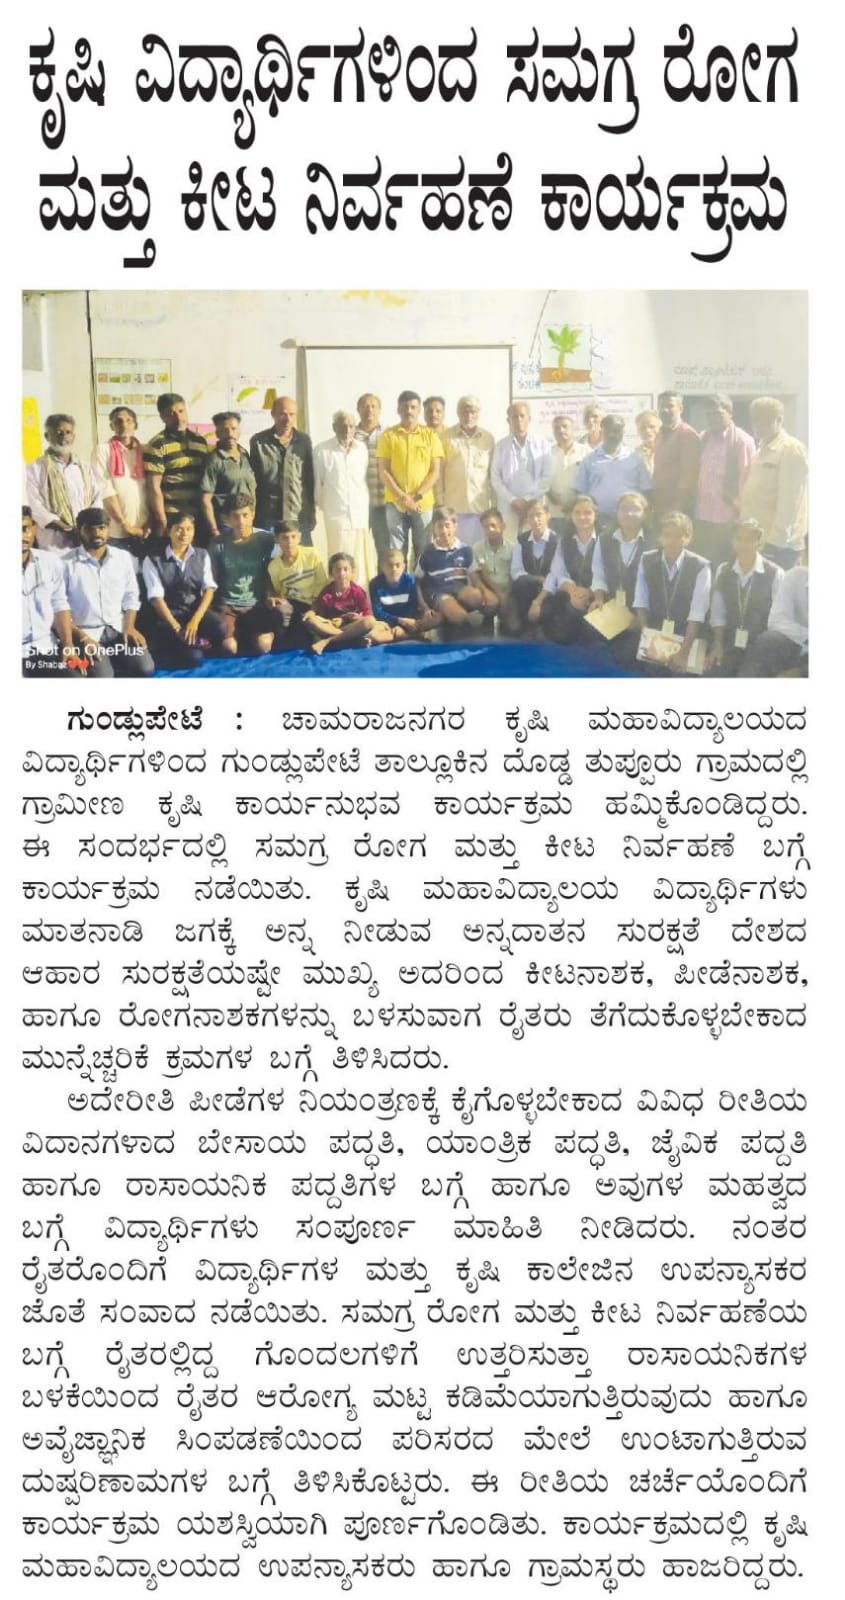 ಕೃಷಿ ವಿದ್ಯಾರ್ಥಿಗಳಿಂದ ಸಮಗ್ರ ರೋಗ
ಮತ್ತು ಕೀಟ ನಿರ್ವಹಣೆ ಕಾರ್ಯಕ್ರಮ
Shot on OnePlus
By Shabaz
ಗುಂಡ್ಲುಪೇಟೆ : ಚಾಮರಾಜನಗರ ಕೃಷಿ ಮಹಾವಿದ್ಯಾಲಯದ
ವಿದ್ಯಾರ್ಥಿಗಳಿಂದ ಗುಂಡ್ಲುಪೇಟೆ ತಾಲ್ಲೂಕಿನ ದೊಡ್ಡ ತುಪ್ಪೂರು ಗ್ರಾಮದಲ್ಲಿ
ಗ್ರಾಮೀಣ ಕೃಷಿ ಕಾರ್ಯನುಭವ ಕಾರ್ಯಕ್ರಮ ಹಮ್ಮಿಕೊಂಡಿದ್ದರು.
ಈ ಸಂದರ್ಭದಲ್ಲಿ ಸಮಗ್ರ ರೋಗ ಮತ್ತು ಕೀಟ ನಿರ್ವಹಣೆ ಬಗ್ಗೆ
ಕಾರ್ಯಕ್ರಮ ನಡೆಯಿತು. ಕೃಷಿ ಮಹಾವಿದ್ಯಾಲಯ ವಿದ್ಯಾರ್ಥಿಗಳು
ಮಾತನಾಡಿ ಜಗಕ್ಕೆ ಅನ್ನ ನೀಡುವ ಅನ್ನದಾತನ ಸುರಕ್ಷತೆ ದೇಶದ
ಆಹಾರ ಸುರಕ್ಷತೆಯಷ್ಟೇ ಮುಖ್ಯ ಅದರಿಂದ ಕೀಟನಾಶಕ, ಪೀಡೆನಾಶಕ,
ಹಾಗೂ ರೋಗನಾಶಕಗಳನ್ನು ಬಳಸುವಾಗ ರೈತರು ತೆಗೆದುಕೊಳ್ಳಬೇಕಾದ
ಮುನ್ನೆಚ್ಚರಿಕೆ ಕ್ರಮಗಳ ಬಗ್ಗೆ ತಿಳಿಸಿದರು.
ಅದೇರೀತಿ ಪೀಡೆಗಳ ನಿಯಂತ್ರಣಕ್ಕೆ ಕೈಗೊಳ್ಳಬೇಕಾದ ವಿವಿಧ ರೀತಿಯ
ವಿದಾನಗಳಾದ ಬೇಸಾಯ ಪದ್ಧತಿ, ಯಾಂತ್ರಿಕ ಪದ್ಧತಿ, ಜೈವಿಕ ಪದ್ದತಿ
ಹಾಗೂ ರಾಸಾಯನಿಕ ಪದ್ದತಿಗಳ ಬಗ್ಗೆ ಹಾಗೂ ಅವುಗಳ ಮಹತ್ವದ
ಬಗ್ಗೆ ವಿದ್ಯಾರ್ಥಿಗಳು ಸಂಪೂರ್ಣ ಮಾಹಿತಿ ನೀಡಿದರು. ನಂತರ
ರೈತರೊಂದಿಗೆ ವಿದ್ಯಾರ್ಥಿಗಳ ಮತ್ತು ಕೃಷಿ ಕಾಲೇಜಿನ ಉಪನ್ಯಾಸಕರ
ಜೊತೆ ಸಂವಾದ ನಡೆಯಿತು. ಸಮಗ್ರ ರೋಗ ಮತ್ತು ಕೀಟ ನಿರ್ವಹಣೆಯ
ಬಗ್ಗೆ ರೈತರಲ್ಲಿದ್ದ ಗೊಂದಲಗಳಿಗೆ ಉತ್ತರಿಸುತ್ತಾ ರಾಸಾಯನಿಕಗಳ
ಬಳಕೆಯಿಂದ ರೈತರ ಆರೋಗ್ಯ ಮಟ್ಟ ಕಡಿಮೆಯಾಗುತ್ತಿರುವುದು ಹಾಗೂ
ಅವೈಜ್ಞಾನಿಕ ಸಿಂಪಡಣೆಯಿಂದ ಪರಿಸರದ ಮೇಲೆ ಉಂಟಾಗುತ್ತಿರುವ
ದುಷ್ಪರಿಣಾಮಗಳ ಬಗ್ಗೆ ತಿಳಿಸಿಕೊಟ್ಟರು. ಈ ರೀತಿಯ ಚರ್ಚೆಯೊಂದಿಗೆ
ಕಾರ್ಯಕ್ರಮ ಯಶಸ್ವಿಯಾಗಿ ಪೂರ್ಣಗೊಂಡಿತು. ಕಾರ್ಯಕ್ರಮದಲ್ಲಿ ಕೃಷಿ
ಮಹಾವಿದ್ಯಾಲಯದ ಉಪನ್ಯಾಸಕರು ಹಾಗೂ ಗ್ರಾಮಸ್ಥರು ಹಾಜರಿದ್ದರು.